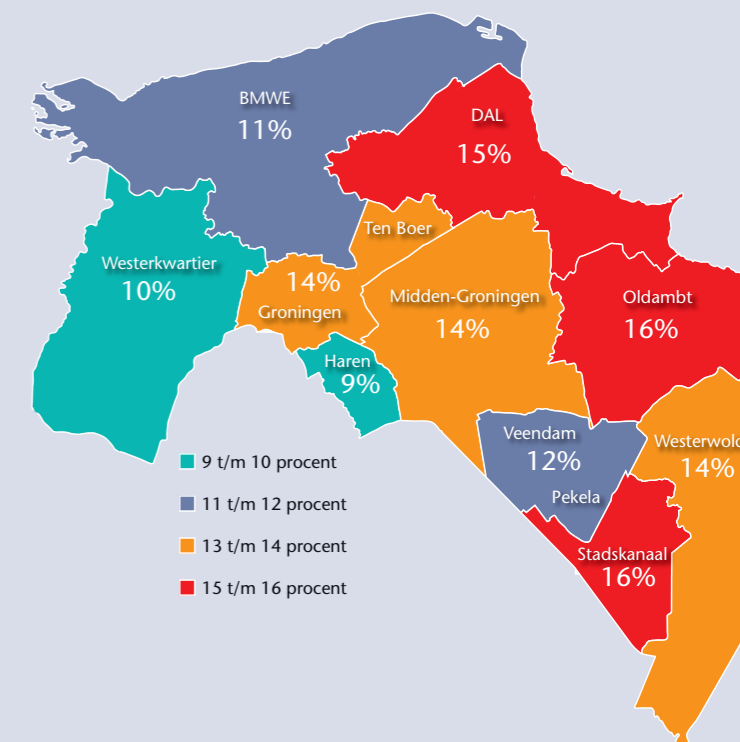 BMWE
11%
DAL
15%
Ten Boer
Westerkwartier
10%
14%
Groningen
Midden-Groningen
14%
Oldambt
16%
Haren
9%
Veendam
12%
Pekela
Westerwold
14%
Stadskanaal
16%
9 t/m 10 procent
11 t/m 12 procent
13 t/m 14 procent
15 t/m 16 procent